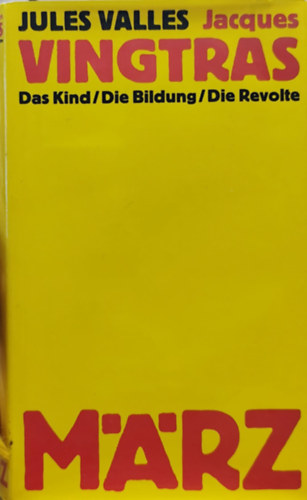 JULES VALLES Jacques
VINGTRAS
Das Kind/Die Bildung/Die Revolte
MÄRZ